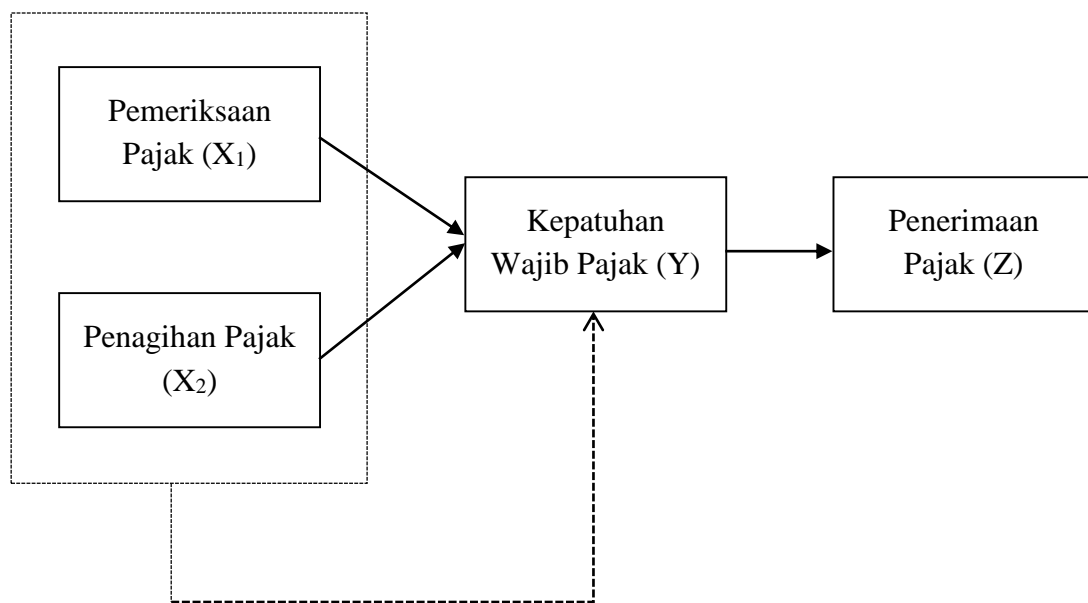 Pemeriksaan
Pajak (X₁)
Kepatuhan
Wajib Pajak (Y)
Penerimaan
Pajak (Z)
Penagihan Pajak
(X₂)